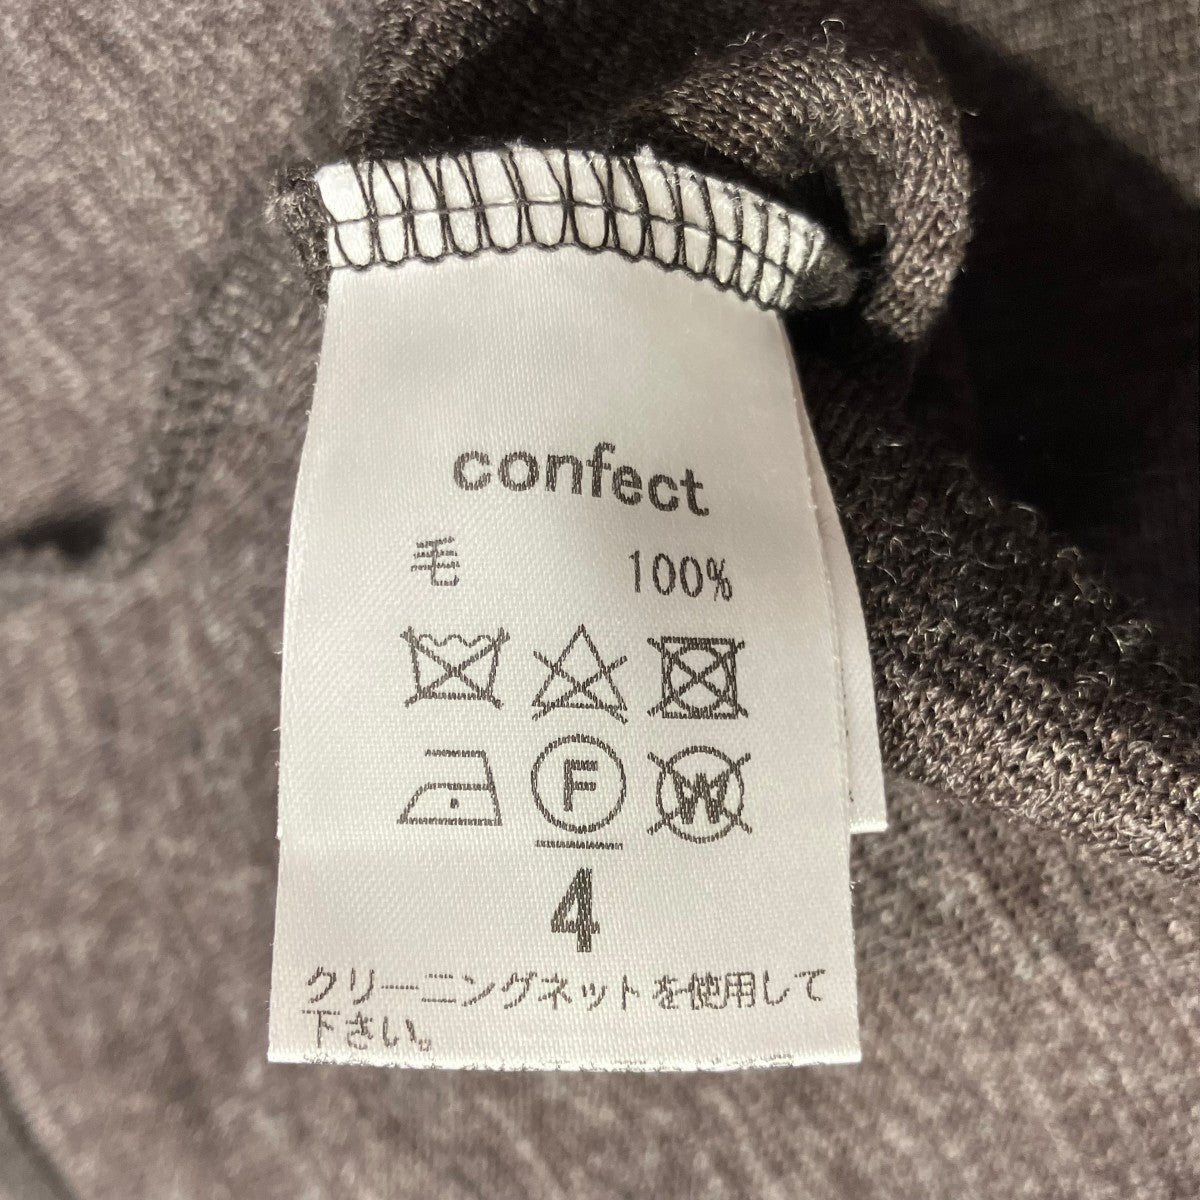 confect
毛 100%
F W
4
クリーニングネットを使用して
下さい。